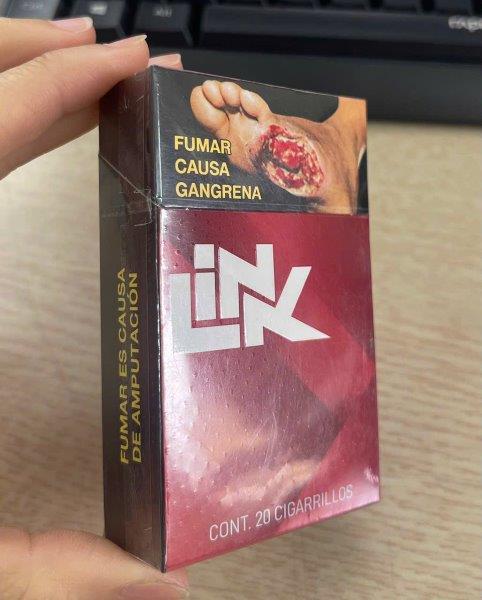 FUMAR
CAUSA
GANGRENA
LINK
CONT. 20 CIGARRILLOS
FUMAR ES CAUSA
DE AMPUTACIÓN